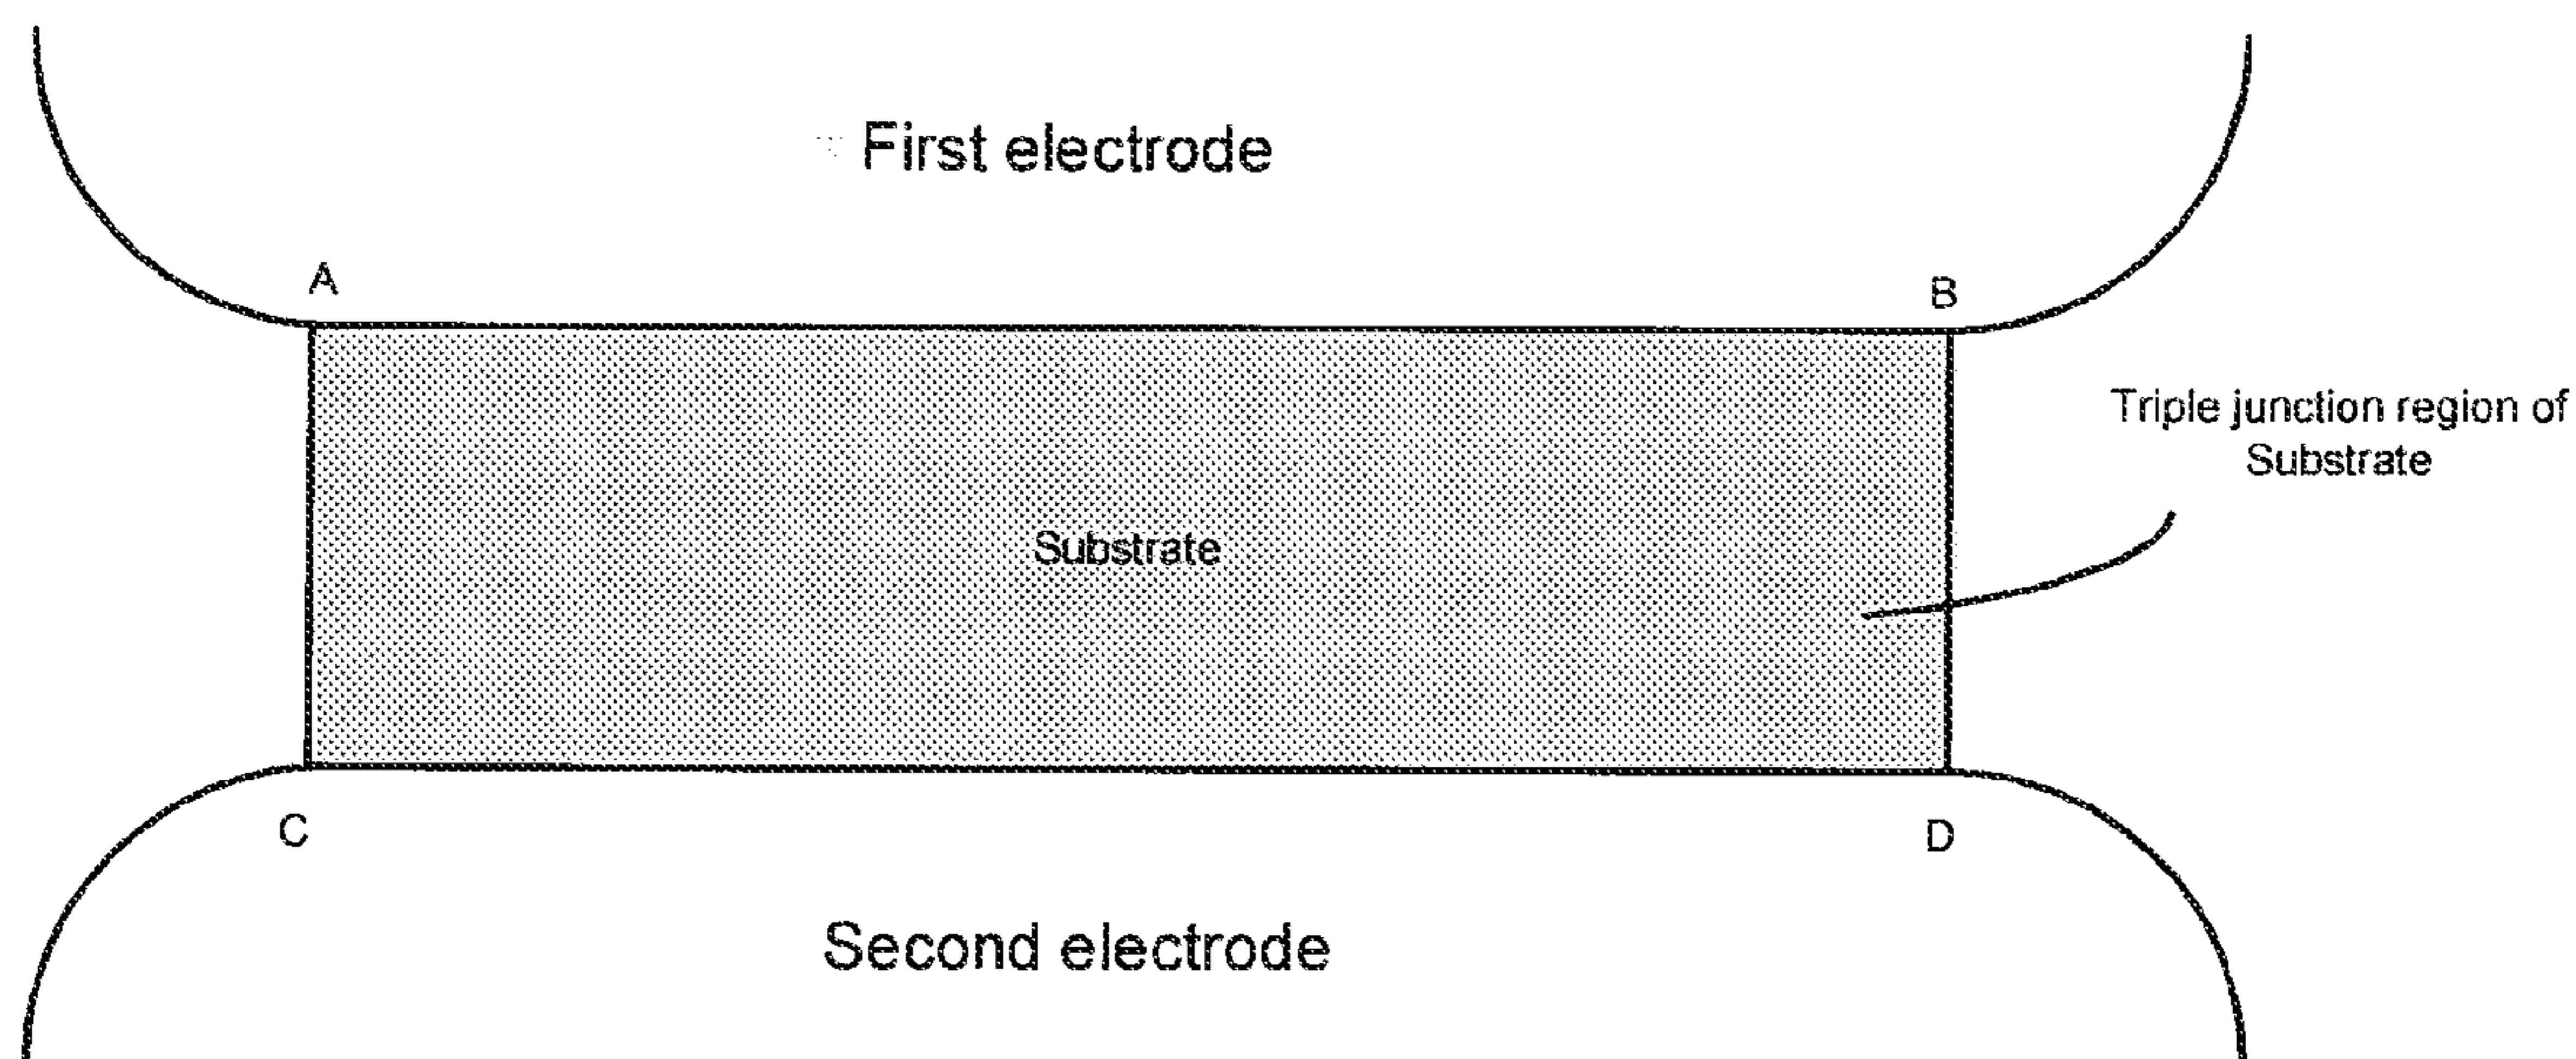 First electrode
A
B
Triple junction region of
Substrate
Substrate
C
D
Second electrode